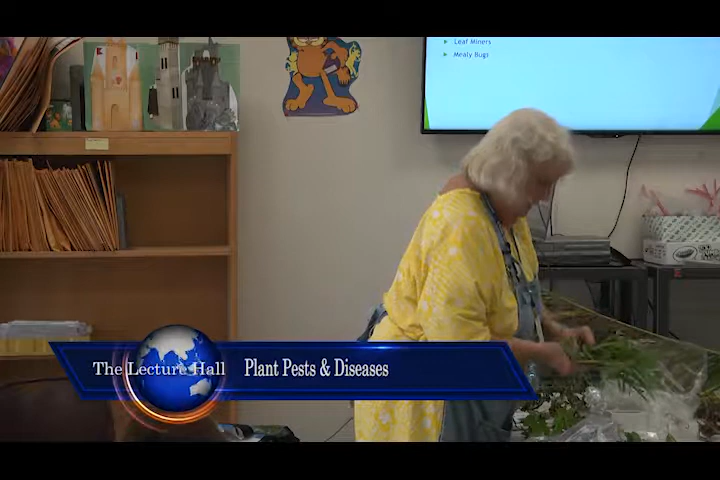 Leaf Miners
Mealy Bugs
The Lecture Hall
Plant Pests & Diseases